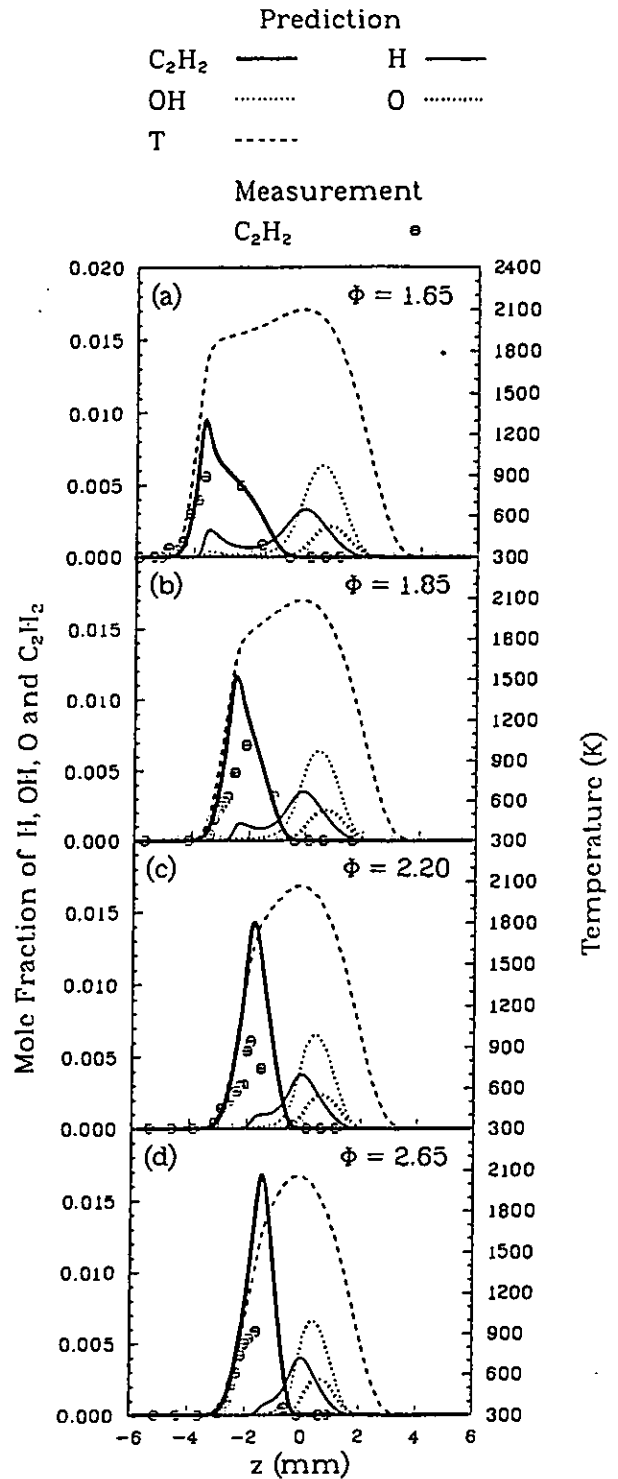 Prediction
C₂H₂ H
OH O
T
Measurement
C₂H₂
Mole Fraction of H, OH, O and C₂H₂
Temperature (K)
(a) Φ = 1.65
0.020 2400
2100
0.015 1800
1500
0.010 1200
900
0.005 600
0.000 300
(b) Φ = 1.85
2100
0.015 1800
1500
0.010 1200
900
0.005 600
0.000 300
(c) Φ = 2.20
2100
0.015 1800
1500
0.010 1200
900
0.005 600
0.000 300
(d) Φ = 2.65
2100
0.015 1800
1500
0.010 1200
900
0.005 600
0.000 300
-6 -4 -2 0 2 4 6
z (mm)